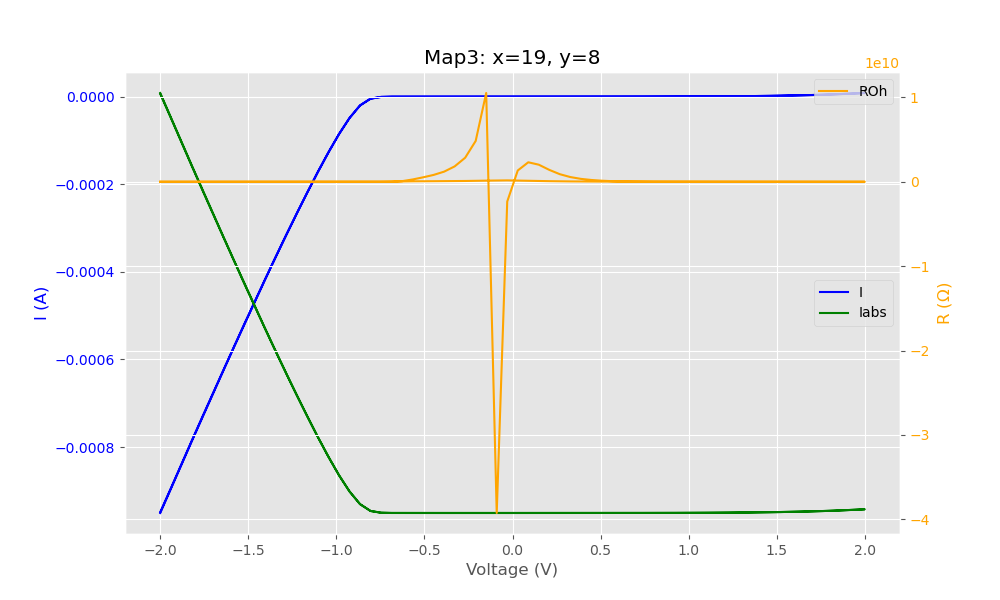 Map3: x=19, y=8
1e10
ROh
I
Iabs
I (A)
0.0000
−0.0002
−0.0004
−0.0006
−0.0008
R (Ω)
1
0
−1
−2
−3
−4
−2.0 −1.5 −1.0 −0.5 0.0 0.5 1.0 1.5 2.0
Voltage (V)